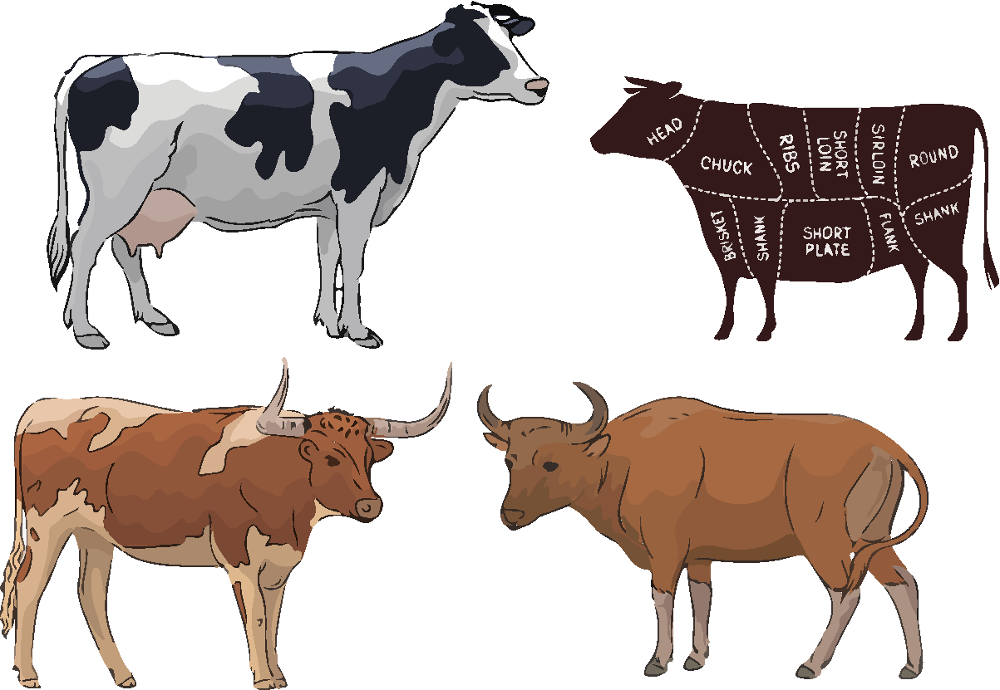 HEAD
CHUCK
RIBS
SHORT
LOIN
SIRLOIN
ROUND
BRISKET
SHANK
SHORT
PLATE
FLANK
SHANK